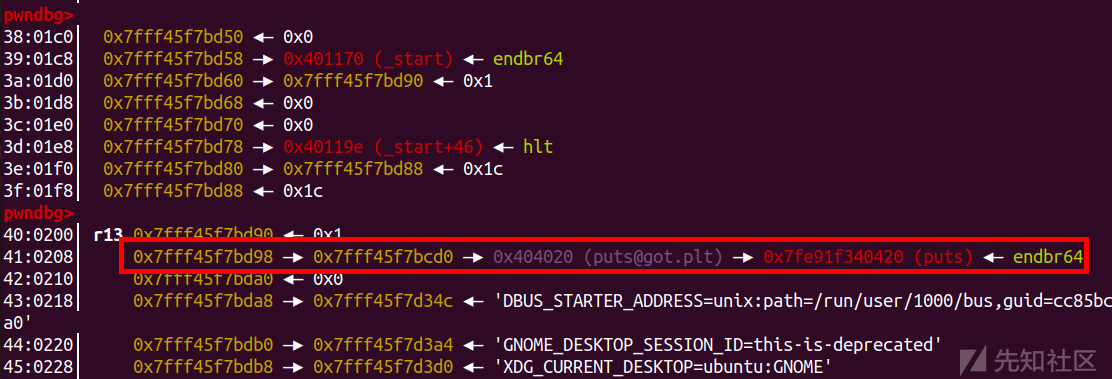 pwndbg>
38:01c0│ 0x7fff45f7bd50 ◂— 0x0
39:01c8│ 0x7fff45f7bd58 —▸ 0x401170 (_start) ◂— endbr64
3a:01d0│ 0x7fff45f7bd60 —▸ 0x7fff45f7bd90 ◂— 0x1
3b:01d8│ 0x7fff45f7bd68 ◂— 0x0
3c:01e0│ 0x7fff45f7bd70 ◂— 0x0
3d:01e8│ 0x7fff45f7bd78 —▸ 0x40119e (_start+46) ◂— hlt
3e:01f0│ 0x7fff45f7bd80 —▸ 0x7fff45f7bd88 ◂— 0x1c
3f:01f8│ 0x7fff45f7bd88 ◂— 0x1c
pwndbg>
40:0200│ r13 0x7fff45f7bd90 ◂— 0x1
41:0208│ 0x7fff45f7bd98 —▸ 0x7fff45f7bcd0 —▸ 0x404020 (puts@got.plt) —▸ 0x7fe91f340420 (puts) ◂— endbr64
42:0210│ 0x7fff45f7bda0 ◂— 0x0
43:0218│ 0x7fff45f7bda8 —▸ 0x7fff45f7d34c ◂— 'DBUS_STARTER_ADDRESS=unix:path=/run/user/1000/bus,guid=cc85bc
a0'
44:0220│ 0x7fff45f7bdb0 —▸ 0x7fff45f7d3a4 ◂— 'GNOME_DESKTOP_SESSION_ID=this-is-deprecated'
45:0228│ 0x7fff45f7bdb8 —▸ 0x7fff45f7d3d0 ◂— 'XDG_CURRENT_DESKTOP=ubuntu:GNOME'
先知社区